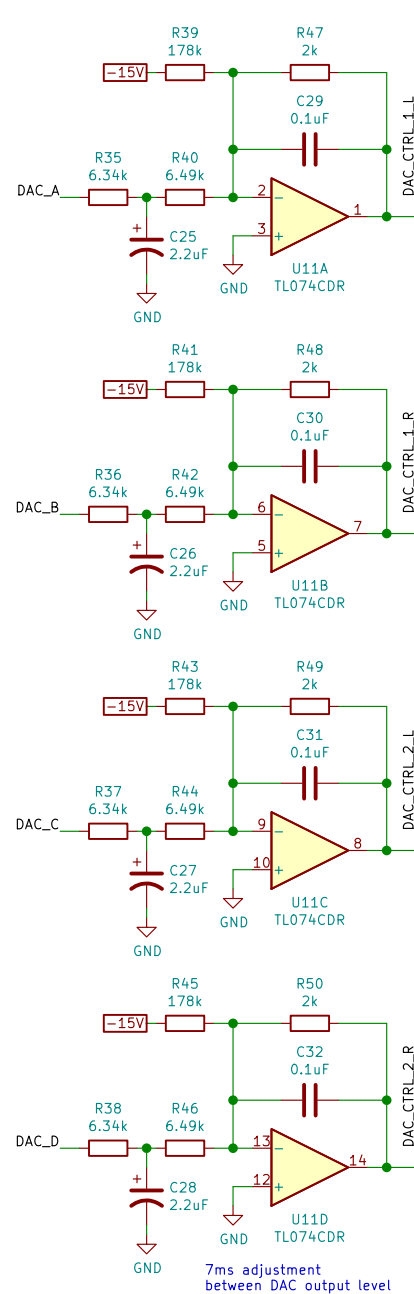 R39
178k
R47
2k
-15V
C29
0.1uF
DAC_CTRL_1_L
R35
6.34k
R40
6.49k
DAC_A
2
-
1
3
+
+
C25
2.2uF
U11A
TL074CDR
GND
GND
R41
178k
R48
2k
-15V
C30
0.1uF
DAC_CTRL_1_R
R36
6.34k
R42
6.49k
DAC_B
6
-
7
5
+
+
C26
2.2uF
U11B
TL074CDR
GND
GND
R43
178k
R49
2k
-15V
C31
0.1uF
DAC_CTRL_2_L
R37
6.34k
R44
6.49k
DAC_C
9
-
8
10
+
+
C27
2.2uF
U11C
TL074CDR
GND
GND
R45
178k
R50
2k
-15V
C32
0.1uF
DAC_CTRL_2_R
R38
6.34k
R46
6.49k
DAC_D
13
-
14
12
+
+
C28
2.2uF
U11D
TL074CDR
GND
GND
7ms adjustment
between DAC output level